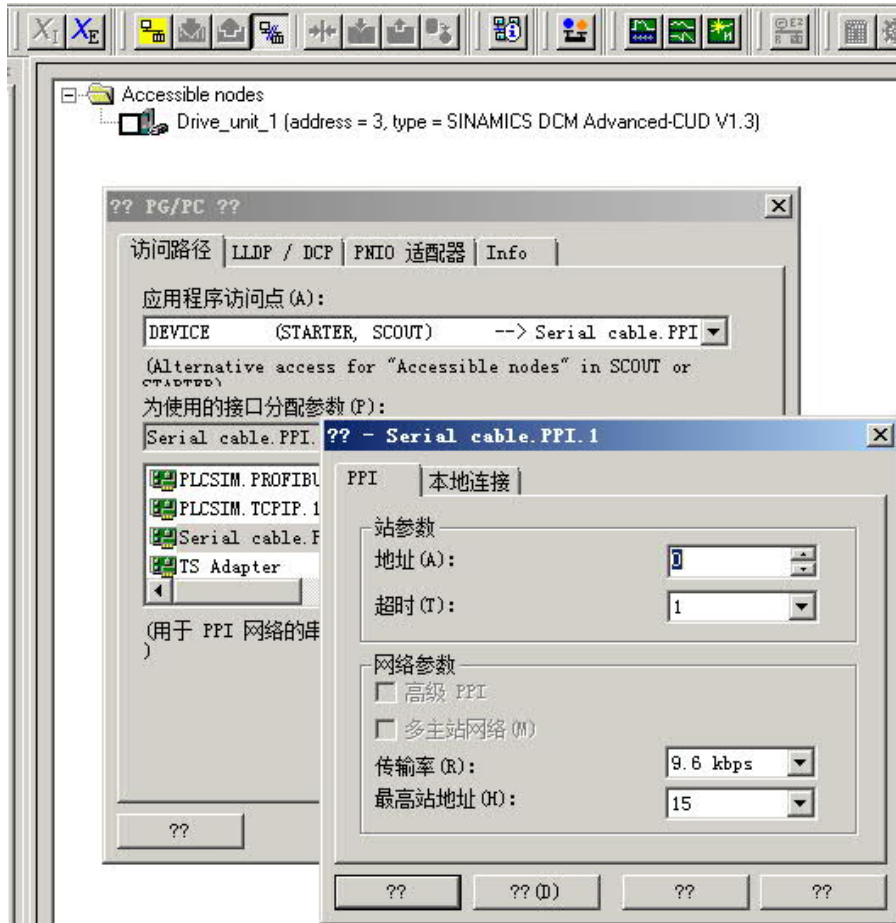 Accessible nodes
Drive_unit_1 (address = 3, type = SINAMICS DCM Advanced-CUD V1.3)
?? PG/PC ??
访问路径 LLDP / DCP PNIO 适配器 Info
应用程序访问点(A):
DEVICE (STARTER, SCOUT) --> Serial cable.PPI
(Alternative access for "Accessible nodes" in SCOUT or
STARTER)
为使用的接口分配参数(P):
Serial cable.PPI.
PLCSIM.PROFIBU
PLCSIM.TCPIP.1
Serial cable.P
TS Adapter
(用于 PPI 网络的串
)
??
?? - Serial cable.PPI.1
PPI 本地连接
站参数
地址(A): 0
超时(T): 1
网络参数
高级 PPI
多主站网络(M)
传输率(R): 9.6 kbps
最高站地址(H): 15
?? ??(D) ?? ??